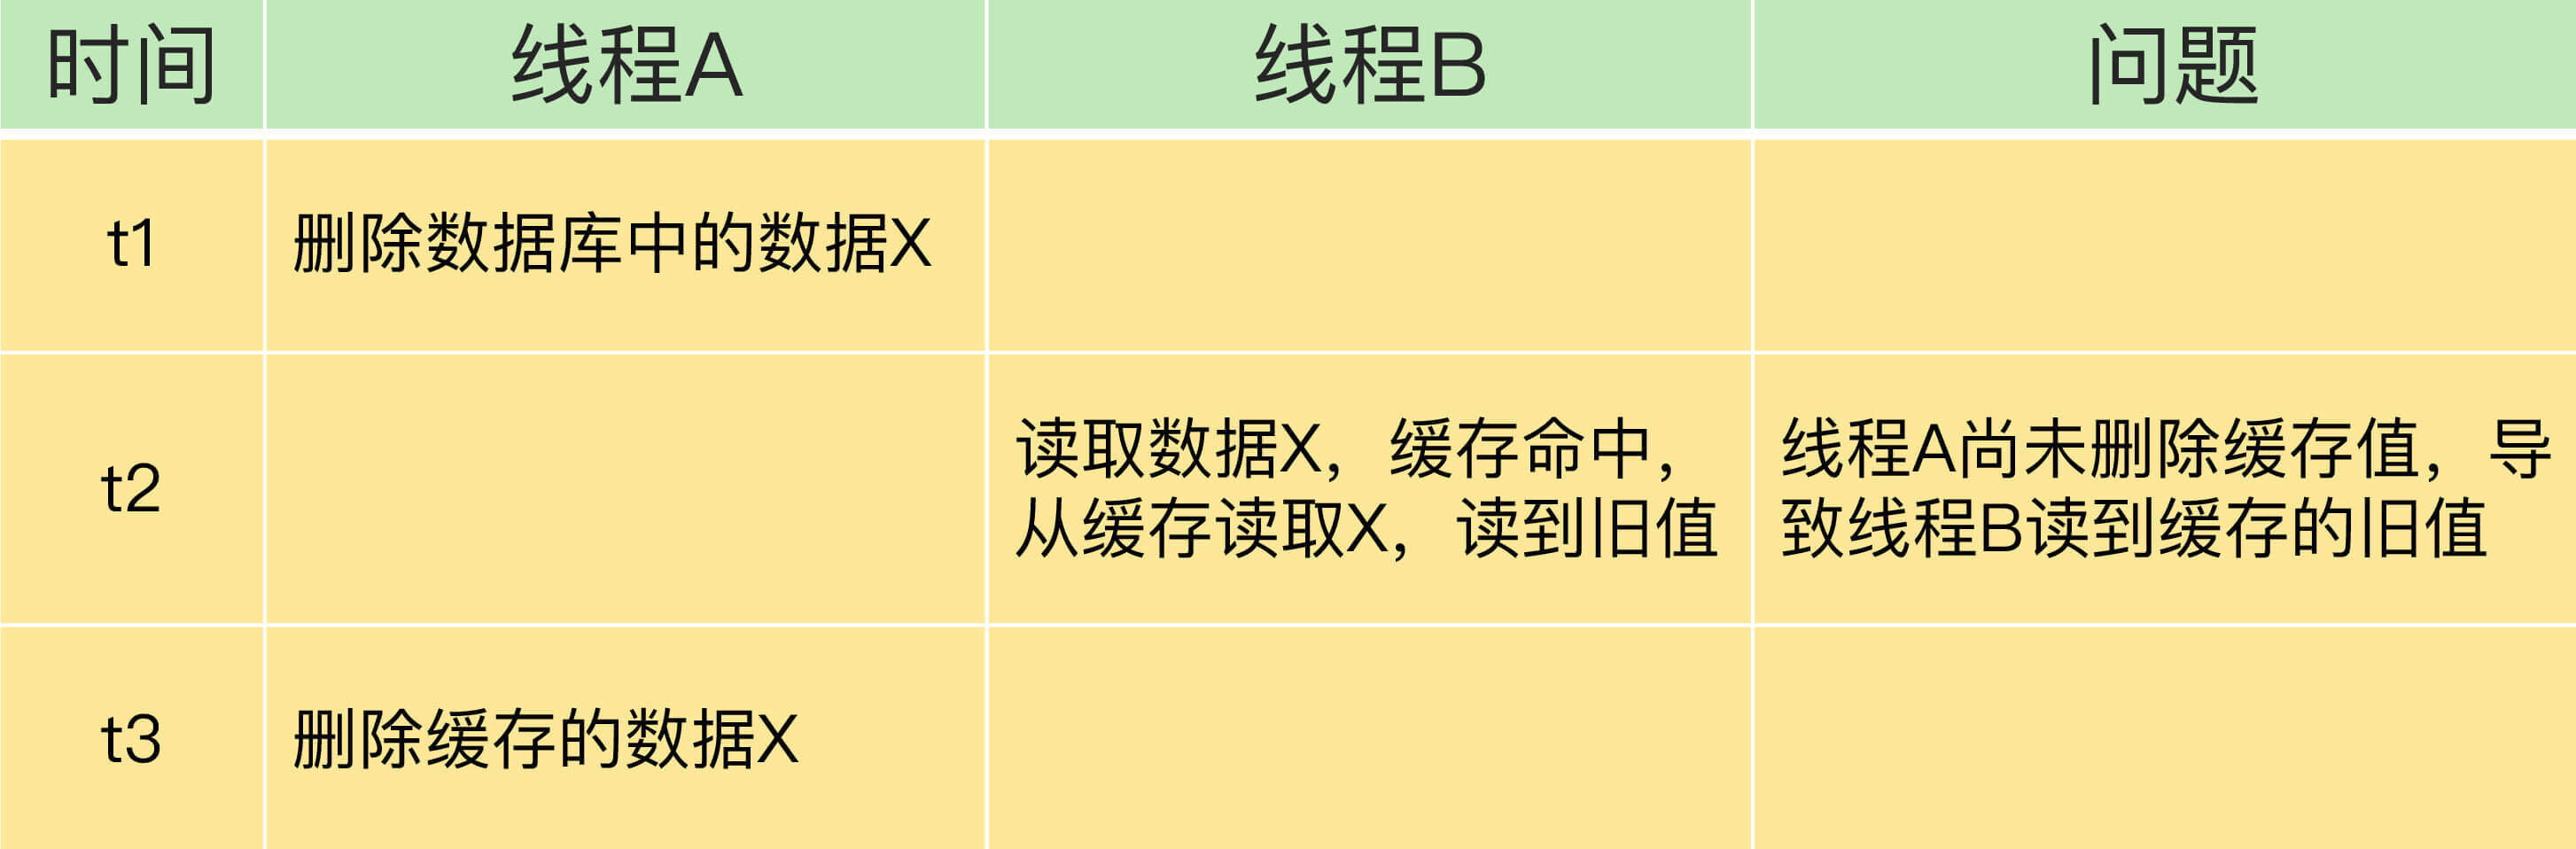 时间 线程A 线程B 问题
t1 删除数据库中的数据X
t2 读取数据X，缓存命中，
从缓存读取X，读到旧值
线程A尚未删除缓存值，导
致线程B读到缓存的旧值
t3 删除缓存的数据X